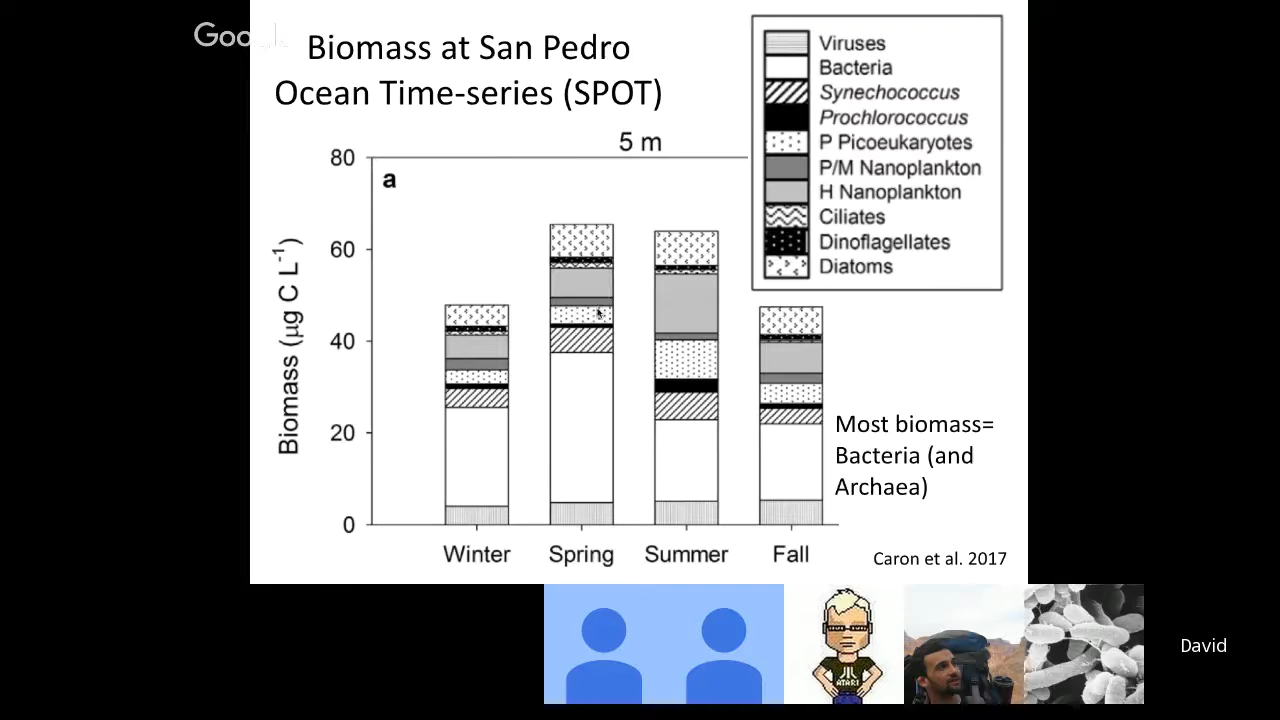 Google
Biomass at San Pedro
Ocean Time-series (SPOT)
5 m
a
80
60
40
20
0
Biomass (µg C L⁻¹)
Winter Spring Summer Fall
Viruses
Bacteria
Synechococcus
Prochlorococcus
P Picoeukaryotes
P/M Nanoplankton
H Nanoplankton
Ciliates
Dinoflagellates
Diatoms
Most biomass=
Bacteria (and
Archaea)
Caron et al. 2017
ATARI
David